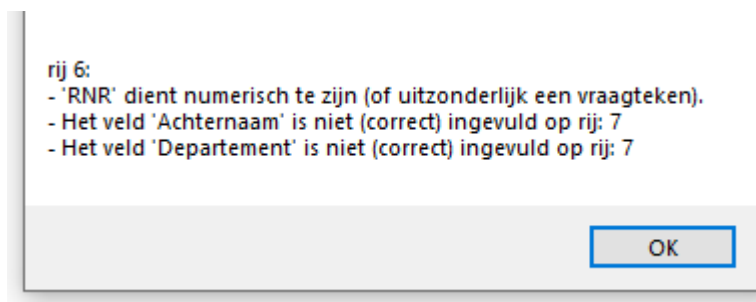 rij 6:
- 'RNR' dient numerisch te zijn (of uitzonderlijk een vraagteken).
- Het veld 'Achternaam' is niet (correct) ingevuld op rij: 7
- Het veld 'Departement' is niet (correct) ingevuld op rij: 7
OK